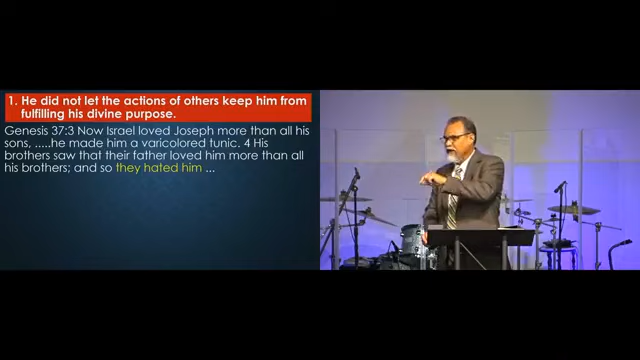 1. He did not let the actions of others keep him from
fulfilling his divine purpose.
Genesis 37:3 Now Israel loved Joseph more than all his
sons, .....he made him a varicolored tunic. 4 His
brothers saw that their father loved him more than all
his brothers; and so they hated him ...